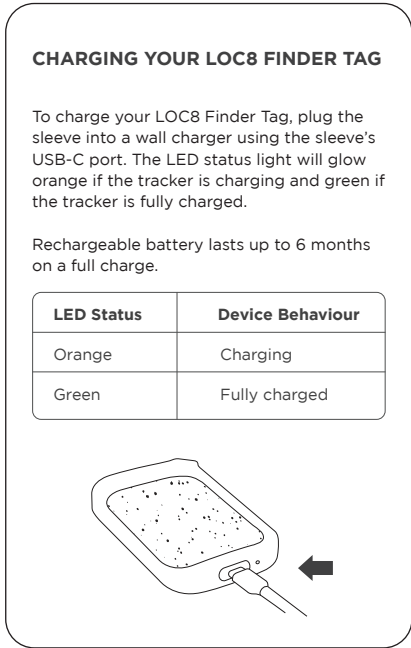 CHARGING YOUR LOC8 FINDER TAG
To charge your LOC8 Finder Tag, plug the
sleeve into a wall charger using the sleeve's
USB-C port. The LED status light will glow
orange if the tracker is charging and green if
the tracker is fully charged.
Rechargeable battery lasts up to 6 months
on a full charge.
LED Status Device Behaviour
Orange Charging
Green Fully charged